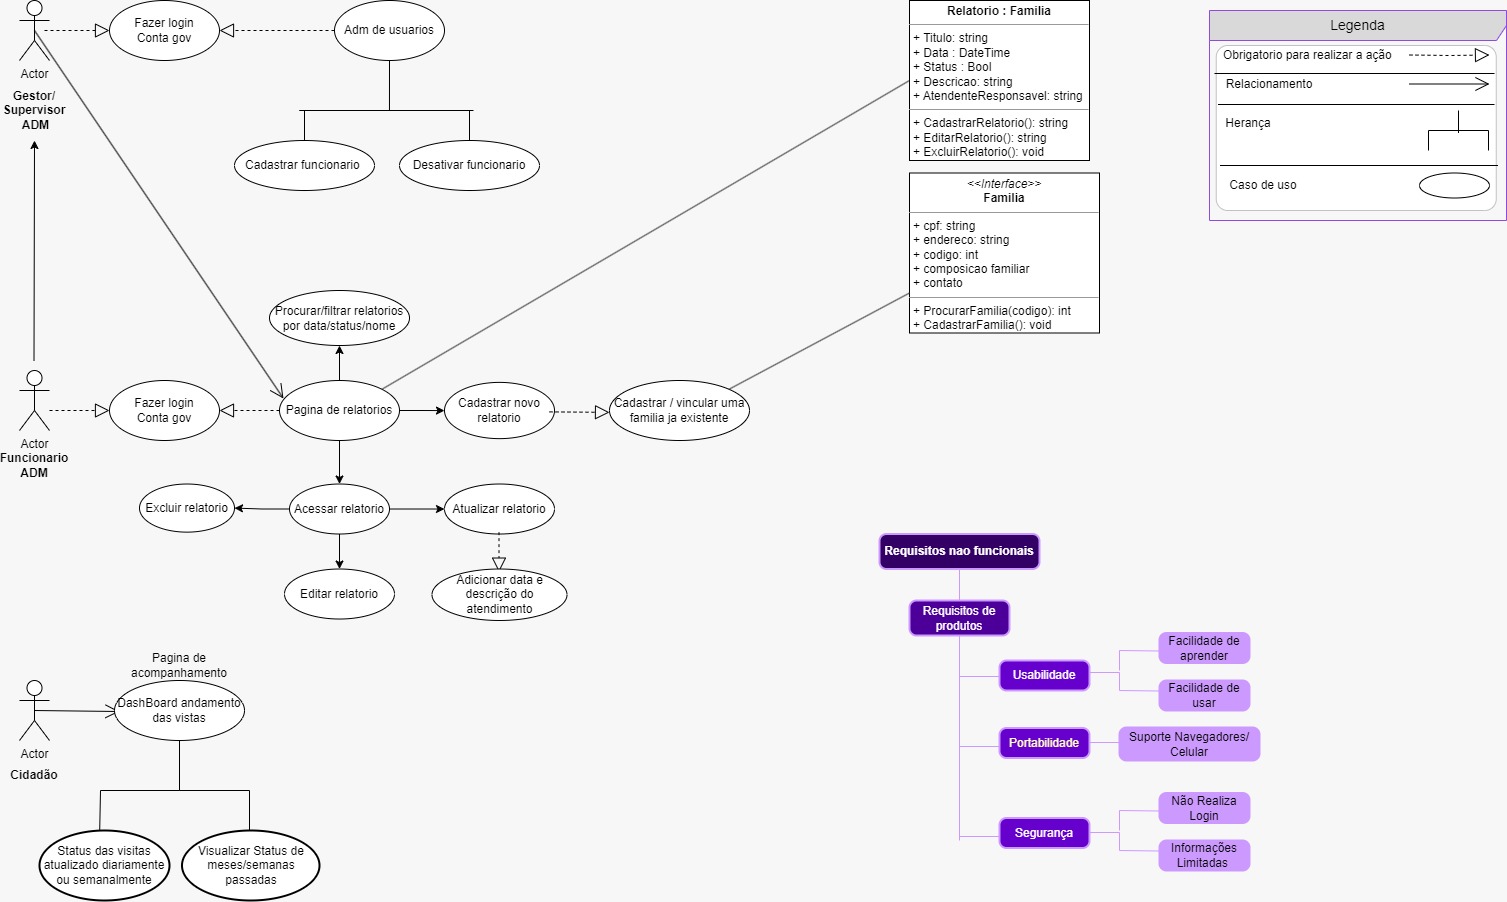 Actor
Gestor/
Supervisor
ADM
Fazer login
Conta gov
Adm de usuarios
Cadastrar funcionario
Desativar funcionario
Relatorio : Familia
+ Titulo: string
+ Data : DateTime
+ Status : Bool
+ Descricao: string
+ AtendenteResponsavel: string
+ CadastrarRelatorio(): string
+ EditarRelatorio(): string
+ ExcluirRelatorio(): void
<<Interface>>
Familia
+ cpf: string
+ endereco: string
+ codigo: int
+ composicao familiar
+ contato
+ ProcurarFamilia(codigo): int
+ CadastrarFamilia(): void
Legenda
Obrigatorio para realizar a ação
Relacionamento
Herança
Caso de uso
Procurar/filtrar relatorios
por data/status/nome
Actor
Funcionario
ADM
Fazer login
Conta gov
Pagina de relatorios
Cadastrar novo
relatorio
Cadastrar / vincular uma
familia ja existente
Excluir relatorio
Acessar relatorio
Atualizar relatorio
Editar relatorio
Adicionar data e
descrição do
atendimento
Pagina de
acompanhamento
DashBoard andamento
das vistas
Actor
Cidadão
Status das visitas
atualizado diariamente
ou semanalmente
Visualizar Status de
meses/semanas
passadas
Requisitos nao funcionais
Requisitos de
produtos
Usabilidade
Facilidade de
aprender
Facilidade de
usar
Portabilidade
Suporte Navegadores/
Celular
Segurança
Não Realiza
Login
Informações
Limitadas